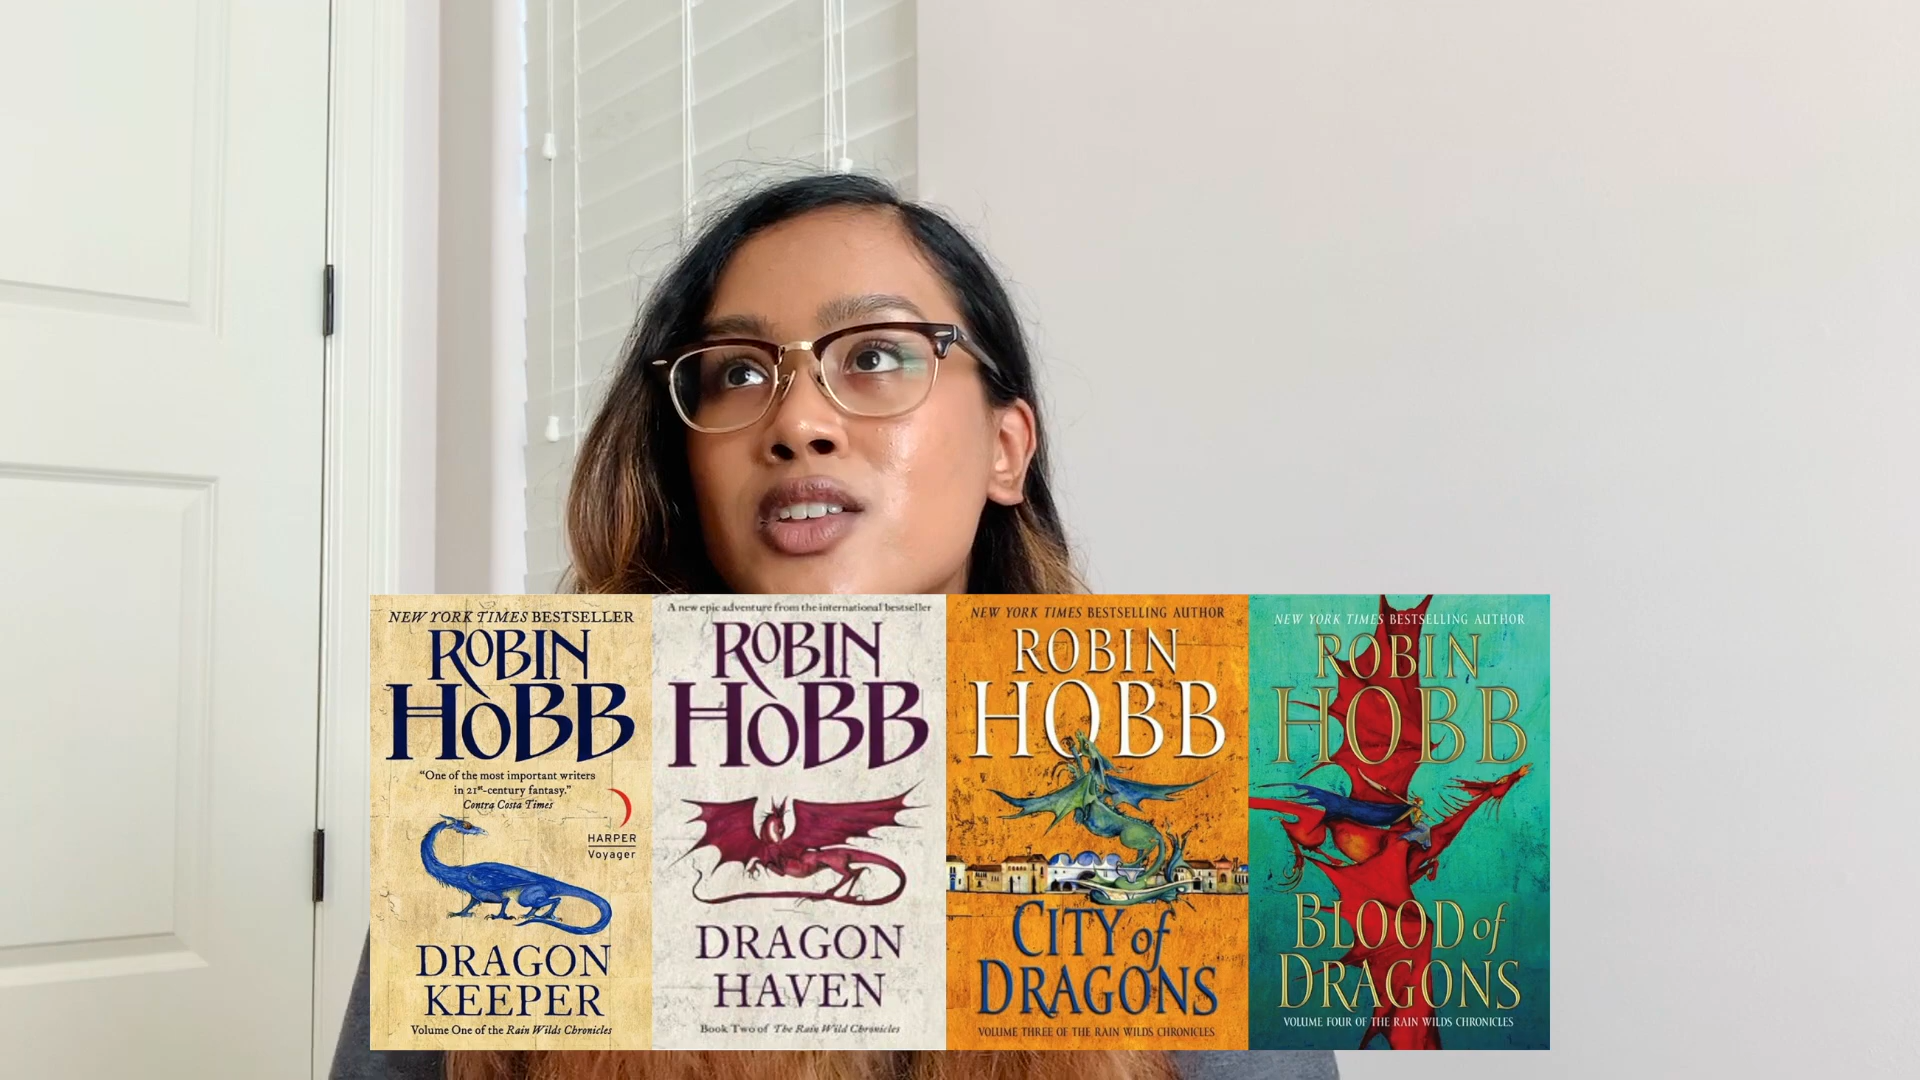 NEW YORK TIMES BESTSELLER
ROBIN
HOBB
“One of the most important writers
in 21st-century fantasy.”
Contra Costa Times
HARPER
Voyager
DRAGON
KEEPER
Volume One of the Rain Wilds Chronicles
A new epic adventure from the international bestseller
ROBIN
HOBB
DRAGON
HAVEN
Book Two of The Rain Wild Chronicles
NEW YORK TIMES BESTSELLING AUTHOR
ROBIN
HOBB
CITY of
DRAGONS
VOLUME THREE OF THE RAIN WILDS CHRONICLES
NEW YORK TIMES BESTSELLING AUTHOR
ROBIN
HOBB
BLOOD of
DRAGONS
VOLUME FOUR OF THE RAIN WILDS CHRONICLES